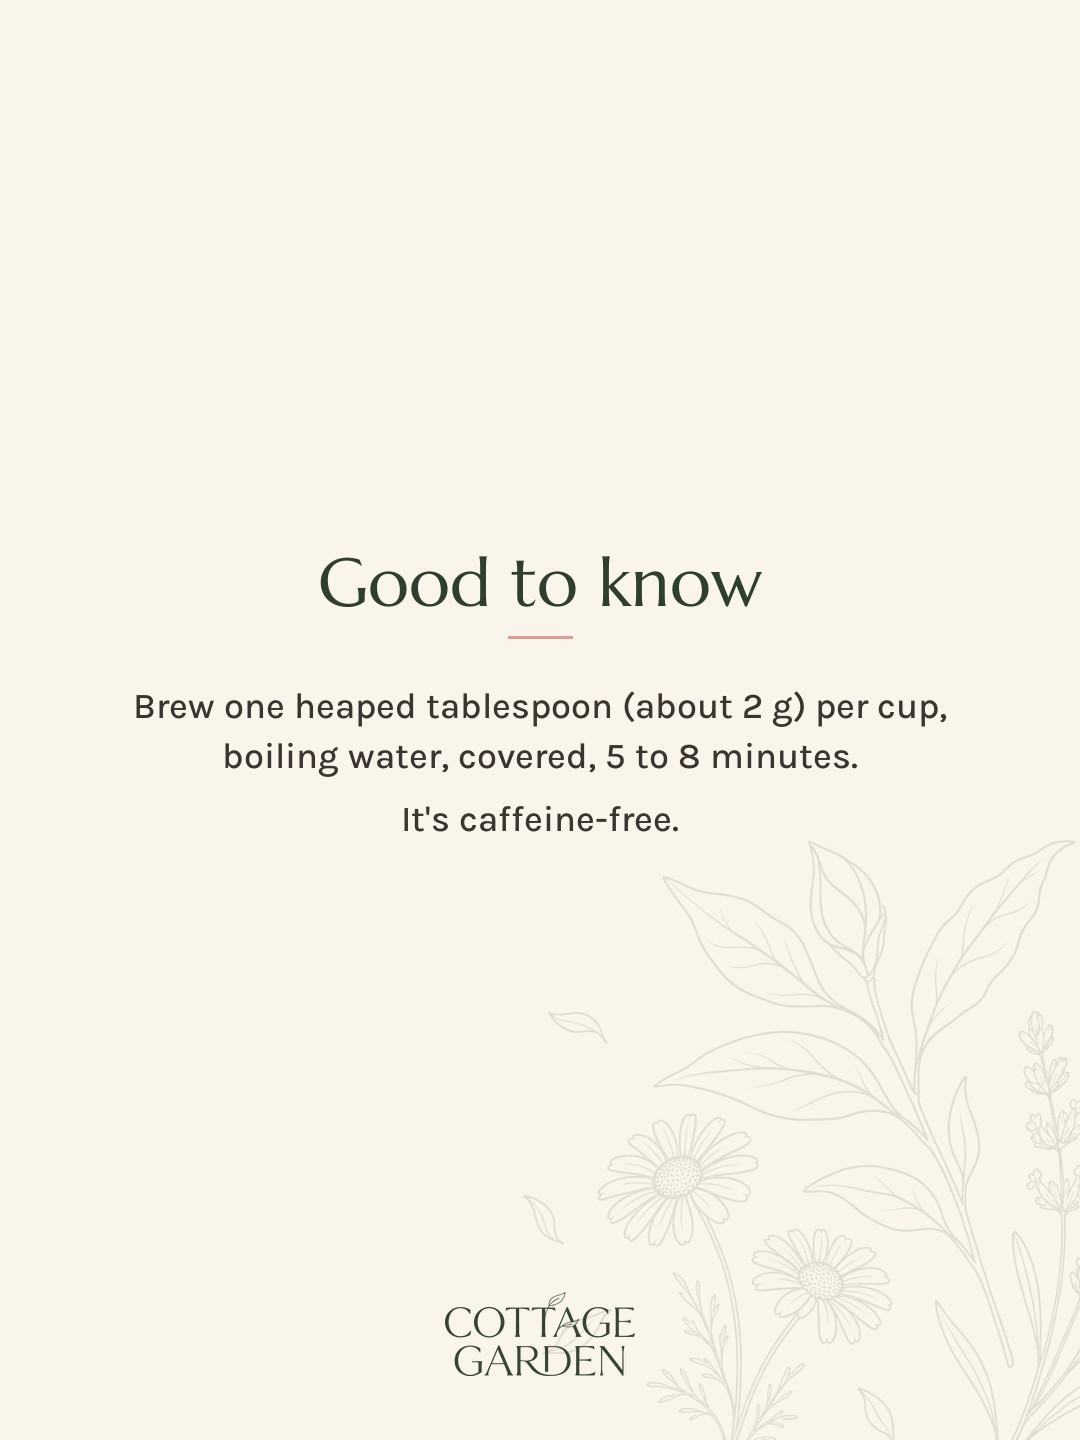 Good to know
Brew one heaped tablespoon (about 2 g) per cup,
boiling water, covered, 5 to 8 minutes.
It's caffeine-free.
COTTAGE
GARDEN